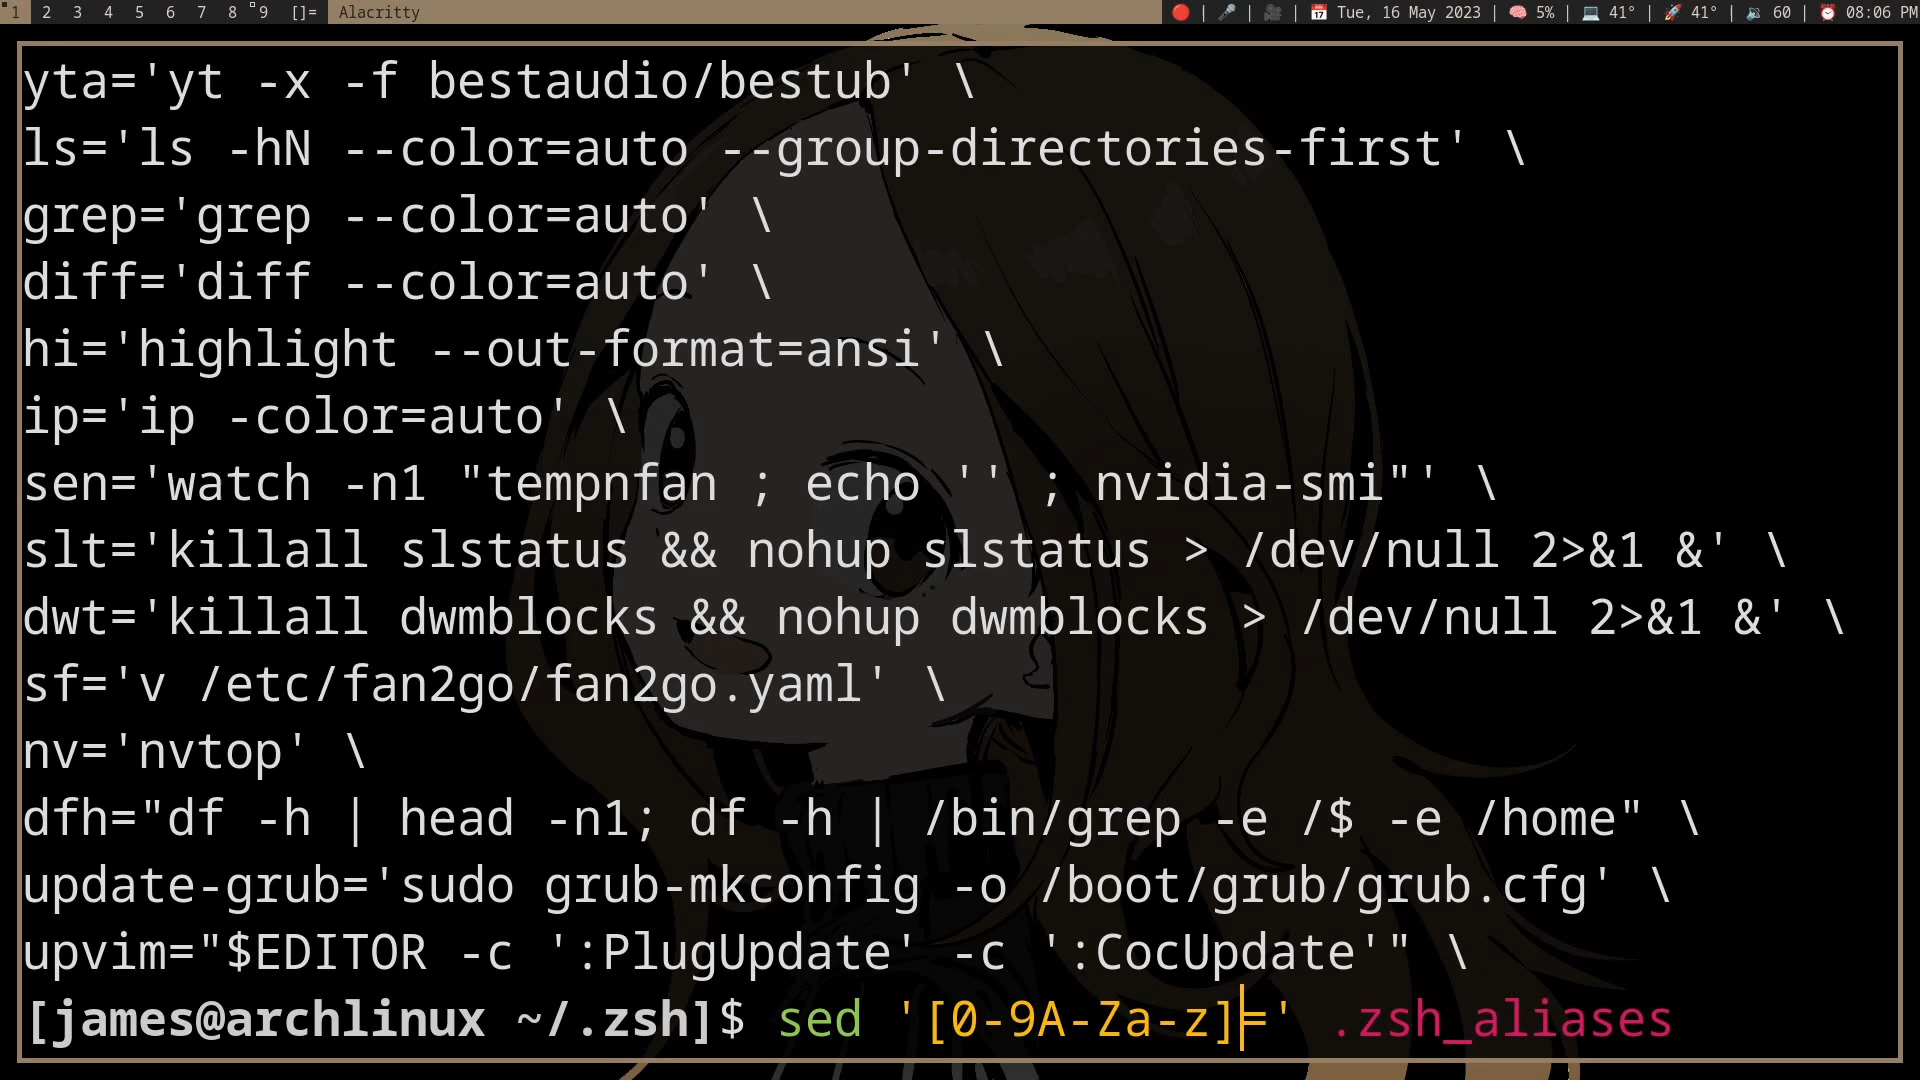 1 2 3 4 5 6 7 8 9 []= Alacritty 🔴 | 🎤 | 🎥 | 📅 Tue, 16 May 2023 | 🧠 5% | 💻 41° | 🚀 41° | 🔉 60 | ⏰ 08:06 PM
yta='yt -x -f bestaudio/bestub' \
ls='ls -hN --color=auto --group-directories-first' \
grep='grep --color=auto' \
diff='diff --color=auto' \
hi='highlight --out-format=ansi' \
ip='ip -color=auto' \
sen='watch -n1 "tempnfan ; echo '' ; nvidia-smi"' \
slt='killall slstatus && nohup slstatus > /dev/null 2>&1 &' \
dwt='killall dwmblocks && nohup dwmblocks > /dev/null 2>&1 &' \
sf='v /etc/fan2go/fan2go.yaml' \
nv='nvtop' \
dfh="df -h | head -n1; df -h | /bin/grep -e /$ -e /home" \
update-grub='sudo grub-mkconfig -o /boot/grub/grub.cfg' \
upvim="$EDITOR -c ':PlugUpdate' -c ':CocUpdate'" \
[james@archlinux ~/.zsh]$ sed '[0-9A-Za-z]=' .zsh_aliases